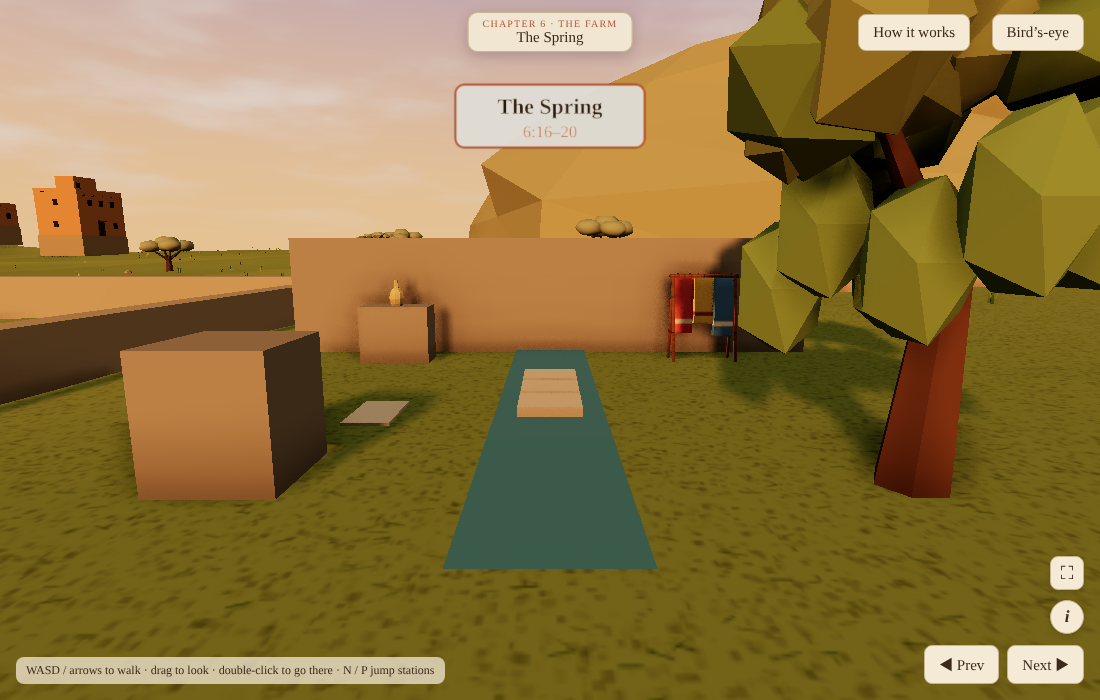 CHAPTER 6 · THE FARM
The Spring
How it works
Bird's-eye
The Spring
6:16–20
i
WASD / arrows to walk · drag to look · double-click to go there · N / P jump stations
◀ Prev
Next ▶